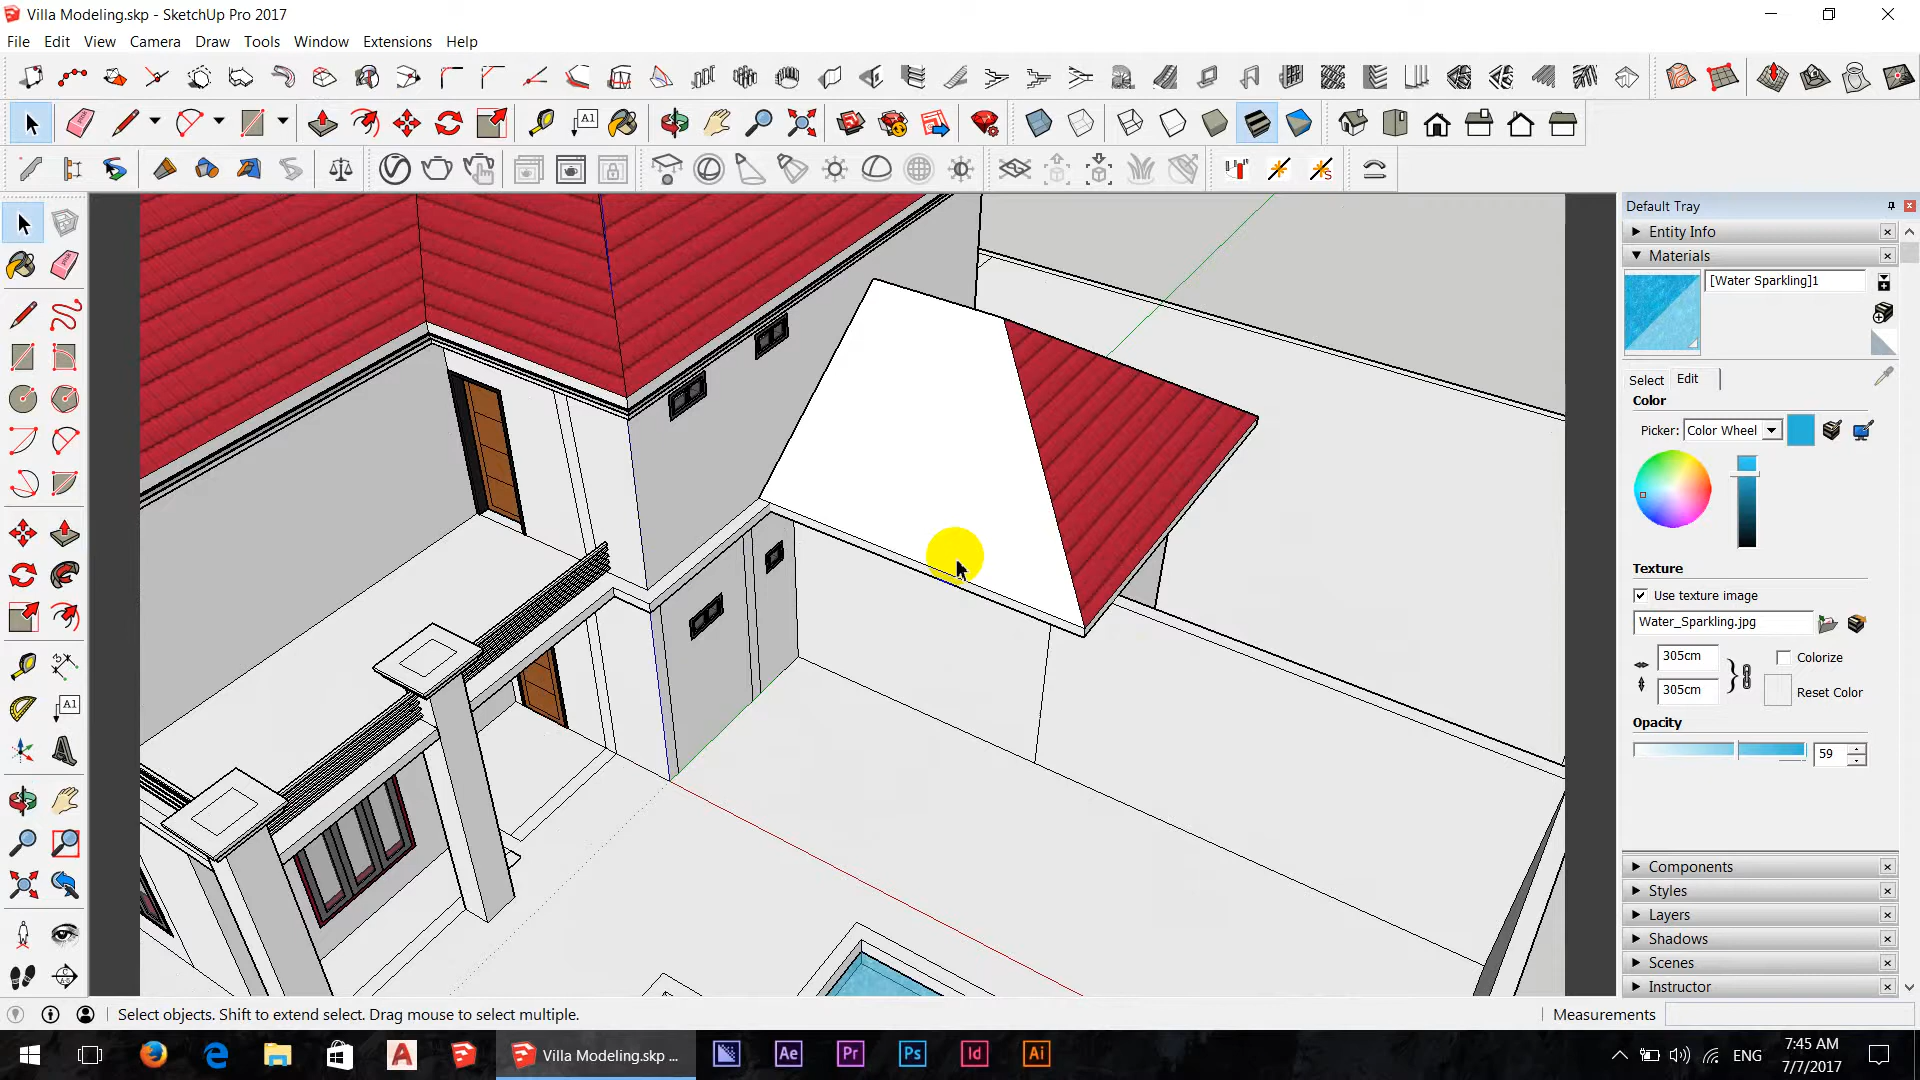 Villa Modeling.skp - SketchUp Pro 2017
File Edit View Camera Draw Tools Window Extensions Help
A1
Default Tray
Entity Info
Materials
[Water Sparkling]1
Select Edit
Color
Picker: Color Wheel
Texture
Use texture image
Water_Sparkling.jpg
305cm
Colorize
305cm
Reset Color
Opacity
59
A1
Components
Styles
Layers
Shadows
Scenes
Instructor
Select objects. Shift to extend select. Drag mouse to select multiple.
Measurements
Villa Modeling.skp ...
Ae Pr Ps Id Ai
ENG
7:45 AM
7/7/2017